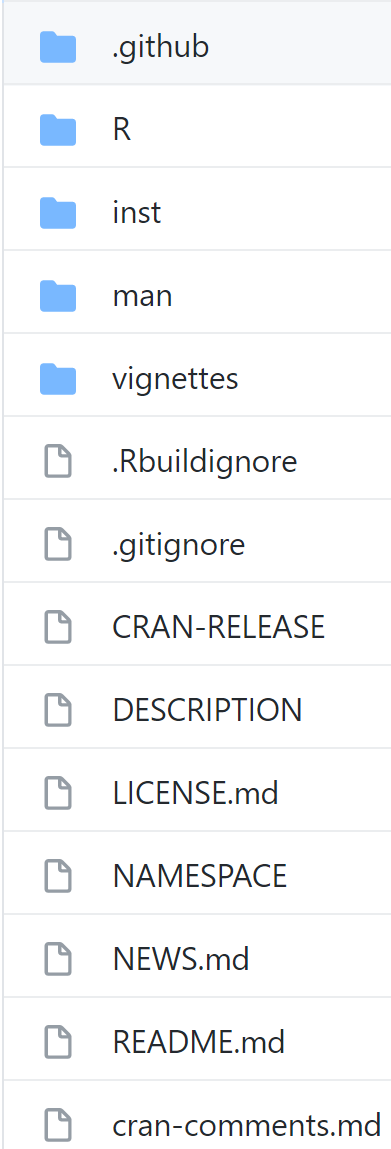 .github
R
inst
man
vignettes
.Rbuildignore
.gitignore
CRAN-RELEASE
DESCRIPTION
LICENSE.md
NAMESPACE
NEWS.md
README.md
cran-comments.md